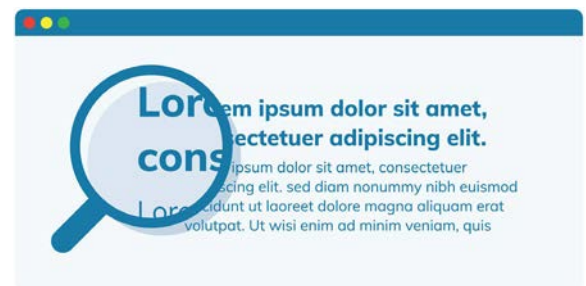 Lorem ipsum dolor sit amet,
consectetuer adipiscing elit.
ipsum dolor sit amet, consectetuer
elit. sed diam nonummy nibh euismod
ut laoreet dolore magna aliquam erat
volutpat. Ut wisi enim ad minim veniam, quis